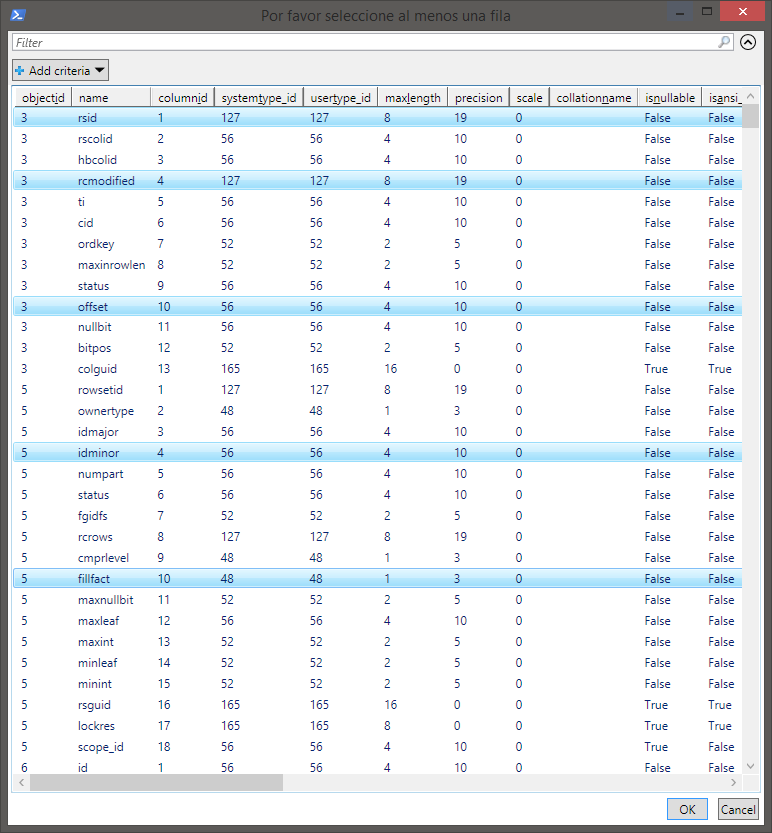 Por favor seleccione al menos una fila
Filter
Add criteria
objectid name columnid systemtype_id usertype_id maxlength precision scale collationname isnullable isansi_
3 rsid 1 127 127 8 19 0 False False
3 rscolid 2 56 56 4 10 0 False False
3 hbcolid 3 56 56 4 10 0 False False
3 rcmodified 4 127 127 8 19 0 False False
3 ti 5 56 56 4 10 0 False False
3 cid 6 56 56 4 10 0 False False
3 ordkey 7 52 52 2 5 0 False False
3 maxinrowlen 8 52 52 2 5 0 False False
3 status 9 56 56 4 10 0 False False
3 offset 10 56 56 4 10 0 False False
3 nullbit 11 56 56 4 10 0 False False
3 bitpos 12 52 52 2 5 0 False False
3 colguid 13 165 165 16 0 0 True True
5 rowsetid 1 127 127 8 19 0 False False
5 ownertype 2 48 48 1 3 0 False False
5 idmajor 3 56 56 4 10 0 False False
5 idminor 4 56 56 4 10 0 False False
5 numpart 5 56 56 4 10 0 False False
5 status 6 56 56 4 10 0 False False
5 fgidfs 7 52 52 2 5 0 False False
5 rcrows 8 127 127 8 19 0 False False
5 cmprlevel 9 48 48 1 3 0 False False
5 fillfact 10 48 48 1 3 0 False False
5 maxnullbit 11 52 52 2 5 0 False False
5 maxleaf 12 56 56 4 10 0 False False
5 maxint 13 52 52 2 5 0 False False
5 minleaf 14 52 52 2 5 0 False False
5 minint 15 52 52 2 5 0 False False
5 rsguid 16 165 165 16 0 0 True True
5 lockres 17 165 165 8 0 0 True True
5 scope_id 18 56 56 4 10 0 True False
6 id 1 56 56 4 10 0 False False
OK Cancel